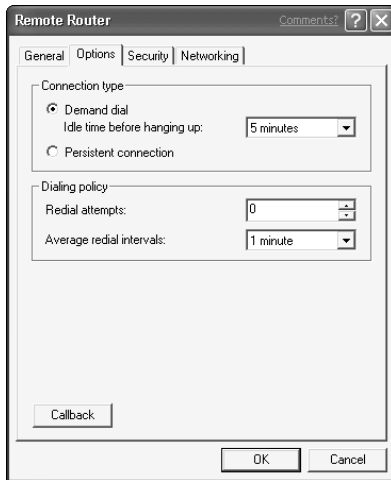 Remote Router Comments? ? X
General Options Security Networking
Connection type
Demand dial
Idle time before hanging up: 5 minutes
Persistent connection
Dialing policy
Redial attempts: 0
Average redial intervals: 1 minute
Callback
OK Cancel